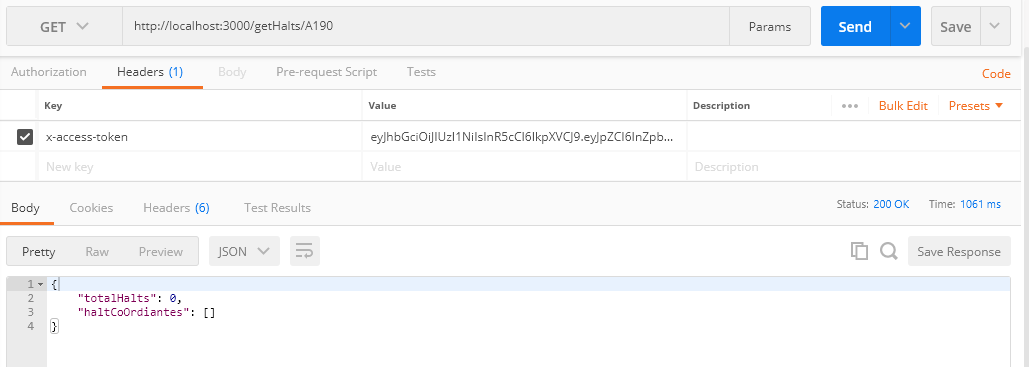 GET http://localhost:3000/getHalts/A190 Params Send Save
Authorization Headers (1) Body Pre-request Script Tests Code
Key Value Description ••• Bulk Edit Presets
x-access-token eyJhbGciOiJIUzI1NiIsInR5cCI6IkpXVCJ9.eyJpZCI6InZpb...
New key Value Description
Body Cookies Headers (6) Test Results Status: 200 OK Time: 1061 ms
Pretty Raw Preview JSON Save Response
1 {
2 "totalHalts": 0,
3 "haltCoOrdiantes": []
4 }